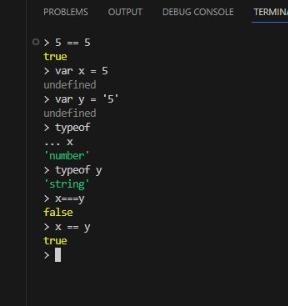 PROBLEMS OUTPUT DEBUG CONSOLE TERMIN
> 5 == 5
true
> var x = 5
undefined
> var y = '5'
undefined
> typeof
... x
'number'
> typeof y
'string'
> x===y
false
> x == y
true
>